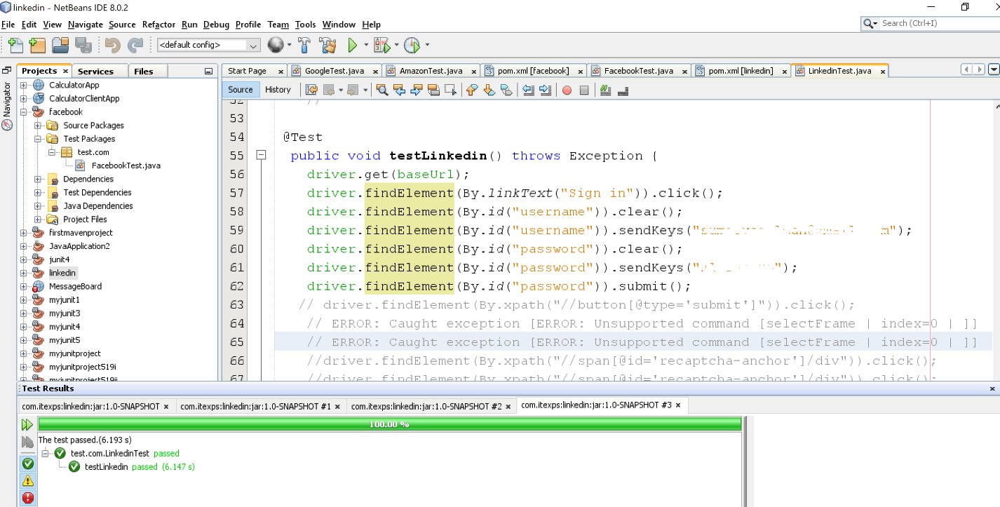 linkedin - NetBeans IDE 8.0.2
File Edit View Navigate Source Refactor Run Debug Profile Team Tools Window Help
Search (Ctrl+I)
<default config>
Projects Services Files
Navigator
CalculatorApp
CalculatorClientApp
facebook
Source Packages
Test Packages
test.com
FacebookTest.java
Dependencies
Test Dependencies
Java Dependencies
Project Files
firstmavenproject
JavaApplication2
junit4
linkedin
MessageBoard
myjunit1
myjunit3
myjunit4
myjunit5
myjunitproject
myjunitproject519i
myjunitproject519ii
Start Page GoogleTest.java AmazonTest.java pom.xml [facebook] FacebookTest.java pom.xml [linkedin] LinkedinTest.java
Source History
52 //
53
54 @Test
55 public void testLinkedin() throws Exception {
56 driver.get(baseUrl);
57 driver.findElement(By.linkText("Sign in")).click();
58 driver.findElement(By.id("username")).clear();
59 driver.findElement(By.id("username")).sendKeys(" m");
60 driver.findElement(By.id("password")).clear();
61 driver.findElement(By.id("password")).sendKeys(" ");
62 driver.findElement(By.id("password")).submit();
63 // driver.findElement(By.xpath("//button[@type='submit']")).click();
64 // ERROR: Caught exception [ERROR: Unsupported command [selectFrame | index=0 | ]]
65 // ERROR: Caught exception [ERROR: Unsupported command [selectFrame | index=0 | ]]
66 //driver.findElement(By.xpath("//span[@id='recaptcha-anchor']/div")).click();
67 //driver.findElement(By.xpath("//span[@id='recaptcha-anchor']/div")).click();
Test Results
com.itexps:linkedin:jar:1.0-SNAPSHOT com.itexps:linkedin:jar:1.0-SNAPSHOT #1 com.itexps:linkedin:jar:1.0-SNAPSHOT #2 com.itexps:linkedin:jar:1.0-SNAPSHOT #3
100.00 %
The test passed.(6.193 s)
test.com.LinkedinTest passed
testLinkedin passed (6.147 s)